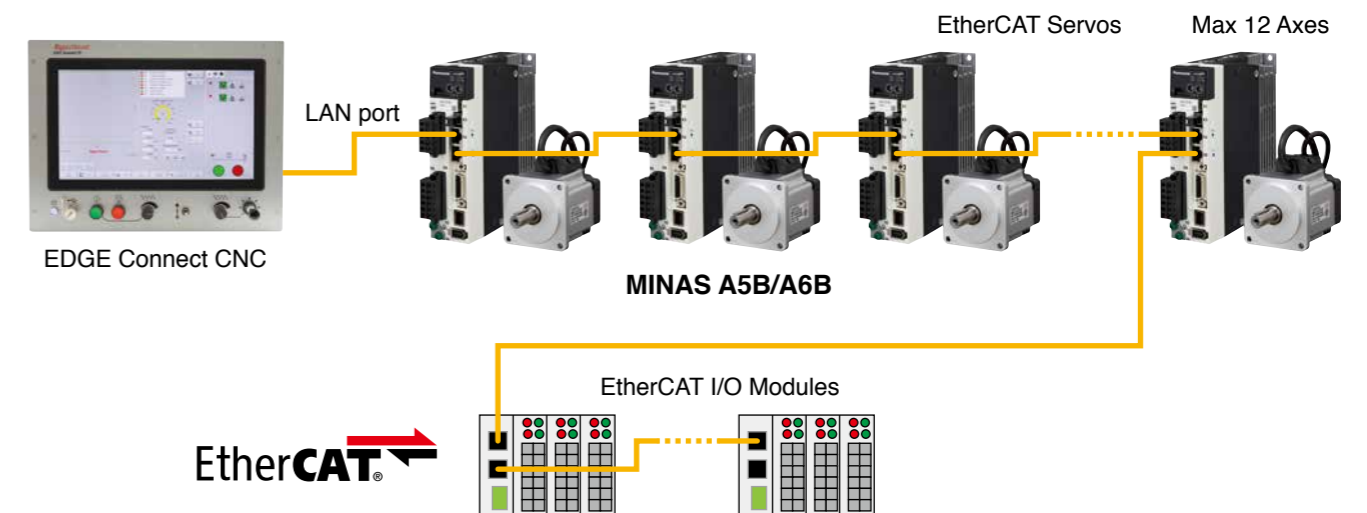 EtherCAT Servos
Max 12 Axes
LAN port
EDGE Connect CNC
MINAS A5B/A6B
EtherCAT I/O Modules
EtherCAT®